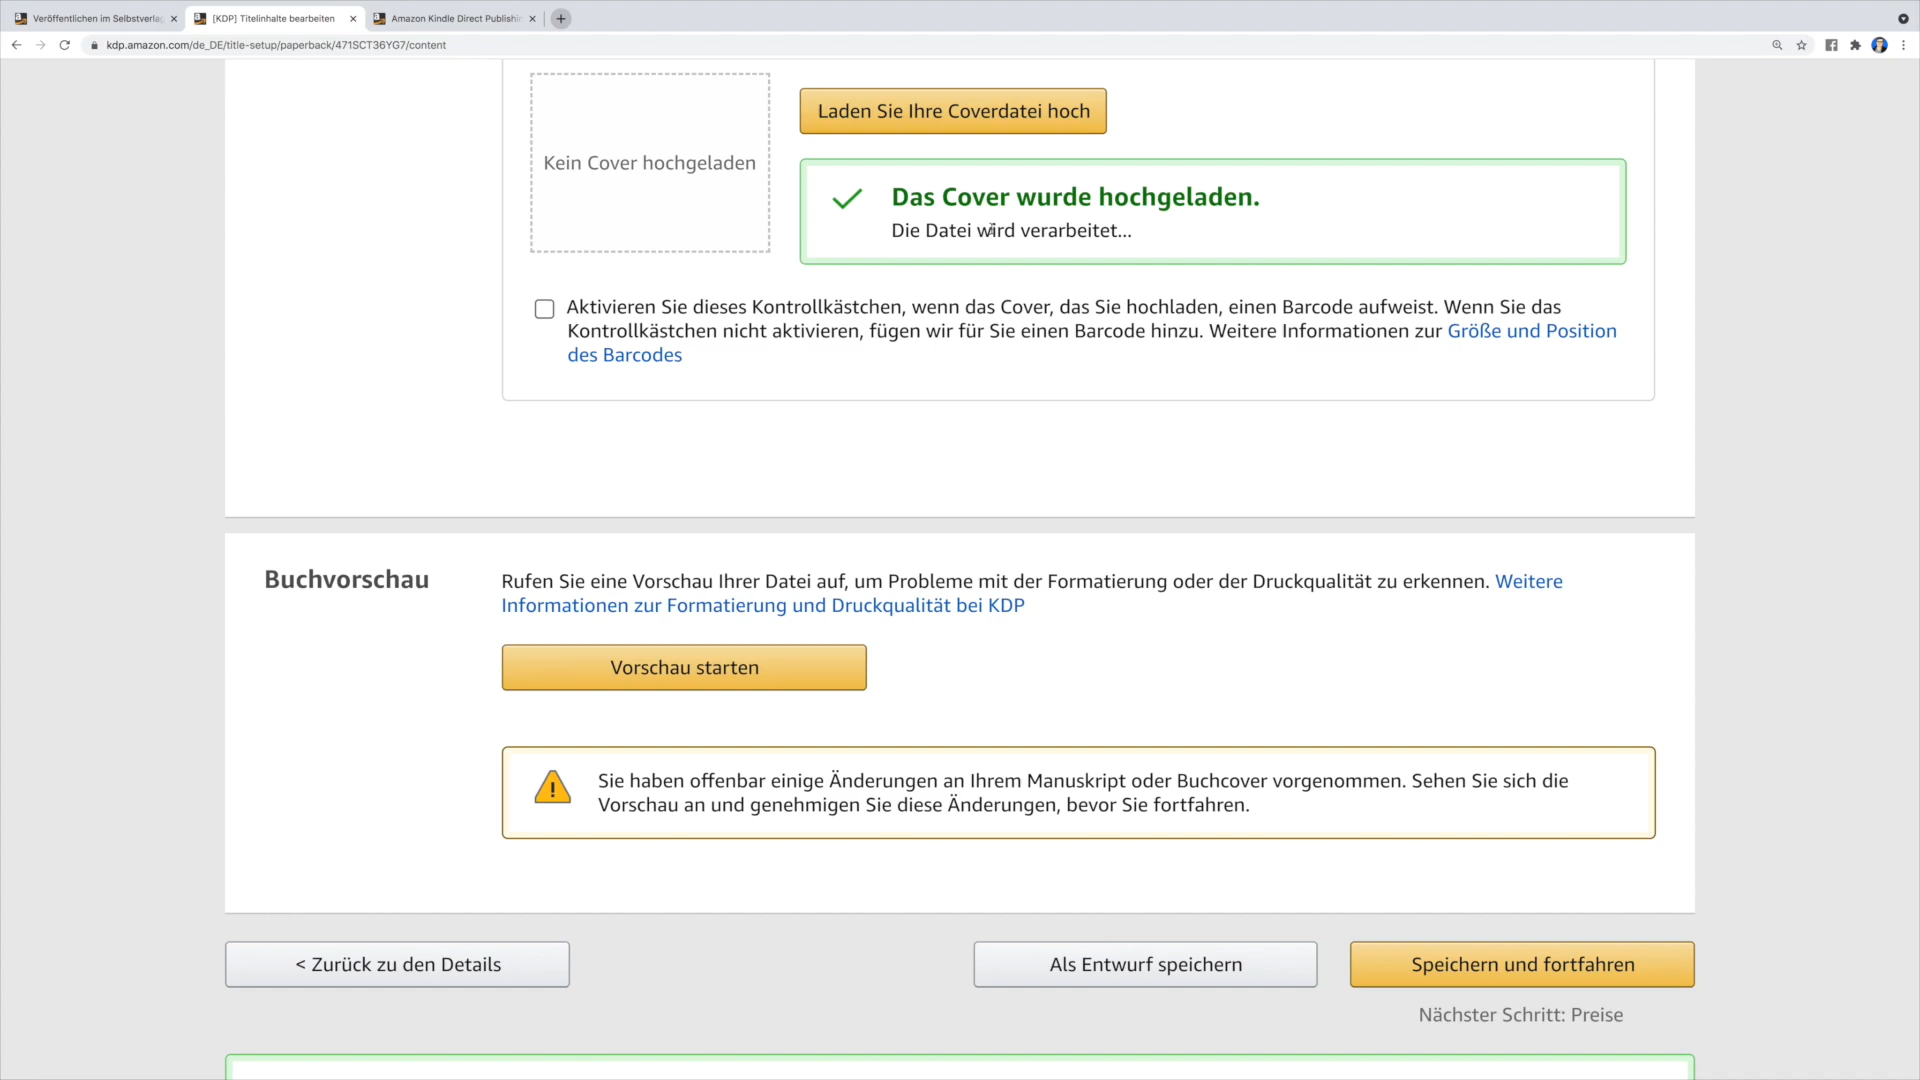 Veröffentlichen im Selbstverla
[KDP] Titelinhalte bearbeiten
Amazon Kindle Direct Publishi
kdp.amazon.com/de_DE/title-setup/paperback/471SCT36YG7/content
Kein Cover hochgeladen
Laden Sie Ihre Coverdatei hoch
Das Cover wurde hochgeladen.
Die Datei wird verarbeitet...
Aktivieren Sie dieses Kontrollkästchen, wenn das Cover, das Sie hochladen, einen Barcode aufweist. Wenn Sie das
Kontrollkästchen nicht aktivieren, fügen wir für Sie einen Barcode hinzu. Weitere Informationen zur Größe und Position
des Barcodes
Buchvorschau
Rufen Sie eine Vorschau Ihrer Datei auf, um Probleme mit der Formatierung oder der Druckqualität zu erkennen. Weitere
Informationen zur Formatierung und Druckqualität bei KDP
Vorschau starten
Sie haben offenbar einige Änderungen an Ihrem Manuskript oder Buchcover vorgenommen. Sehen Sie sich die
Vorschau an und genehmigen Sie diese Änderungen, bevor Sie fortfahren.
< Zurück zu den Details
Als Entwurf speichern
Speichern und fortfahren
Nächster Schritt: Preise